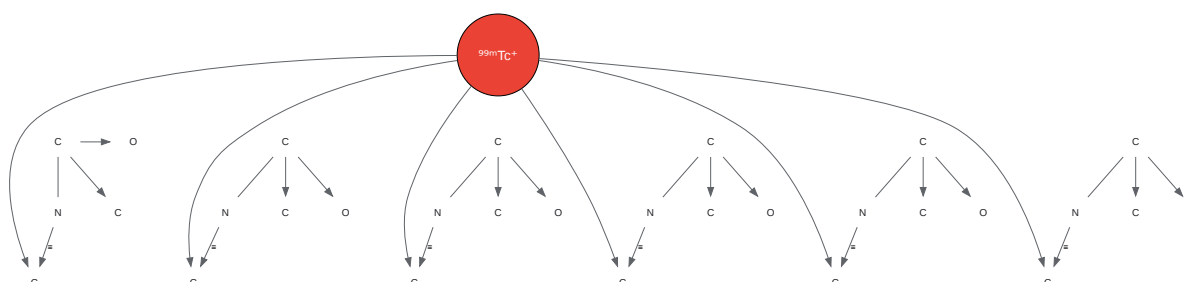 ⁹⁹ᵐTc⁺
C O C C C C C
N C N C O N C O N C O N C O N C
≡ ≡ ≡ ≡ ≡ ≡